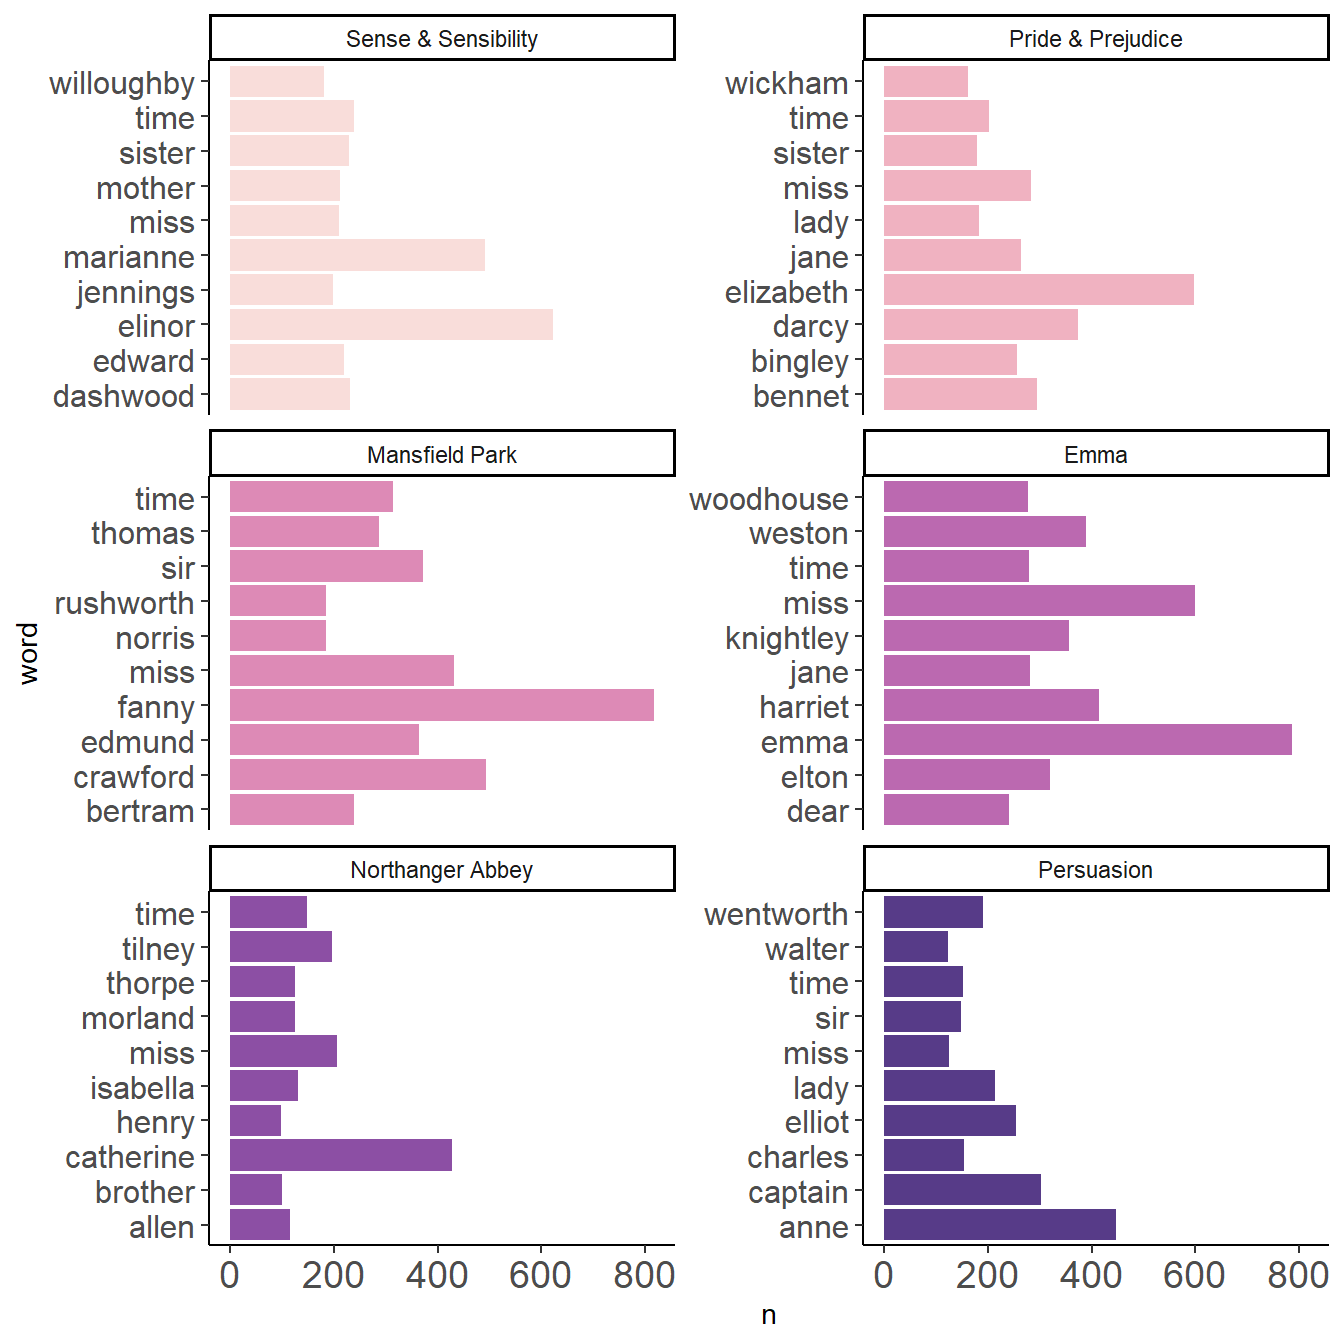 Sense & Sensibility
willoughby
time
sister
mother
miss
marianne
jennings
elinor
edward
dashwood
Pride & Prejudice
wickham
time
sister
miss
lady
jane
elizabeth
darcy
bingley
bennet
Mansfield Park
time
thomas
sir
rushworth
norris
miss
fanny
edmund
crawford
bertram
Emma
woodhouse
weston
time
miss
knightley
jane
harriet
emma
elton
dear
Northanger Abbey
time
tilney
thorpe
morland
miss
isabella
henry
catherine
brother
allen
0 200 400 600 800
Persuasion
wentworth
walter
time
sir
miss
lady
elliot
charles
captain
anne
0 200 400 600 800
word
n